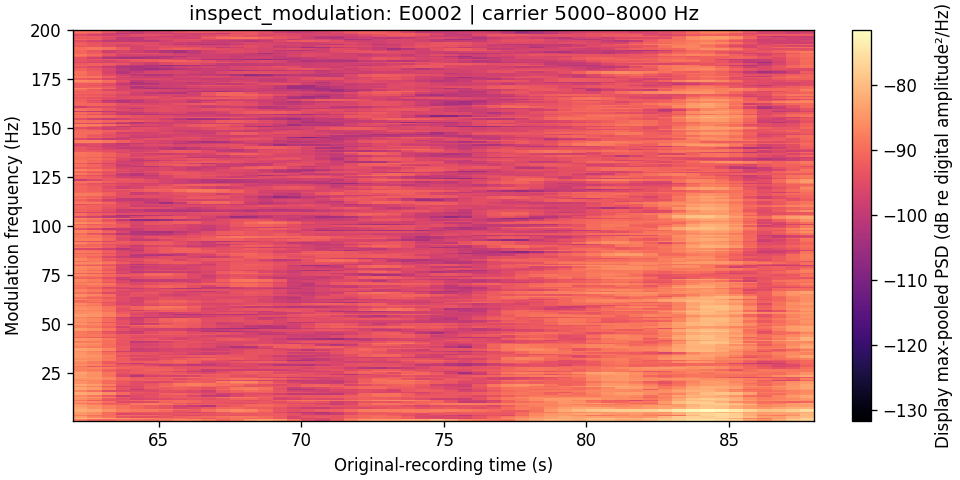 inspect_modulation: E0002 | carrier 5000–8000 Hz
200
175
150
125
100
75
50
25
Modulation frequency (Hz)
65 70 75 80 85
Original-recording time (s)
−80
−90
−100
−110
−120
−130
Display max-pooled PSD (dB re digital amplitude²/Hz)